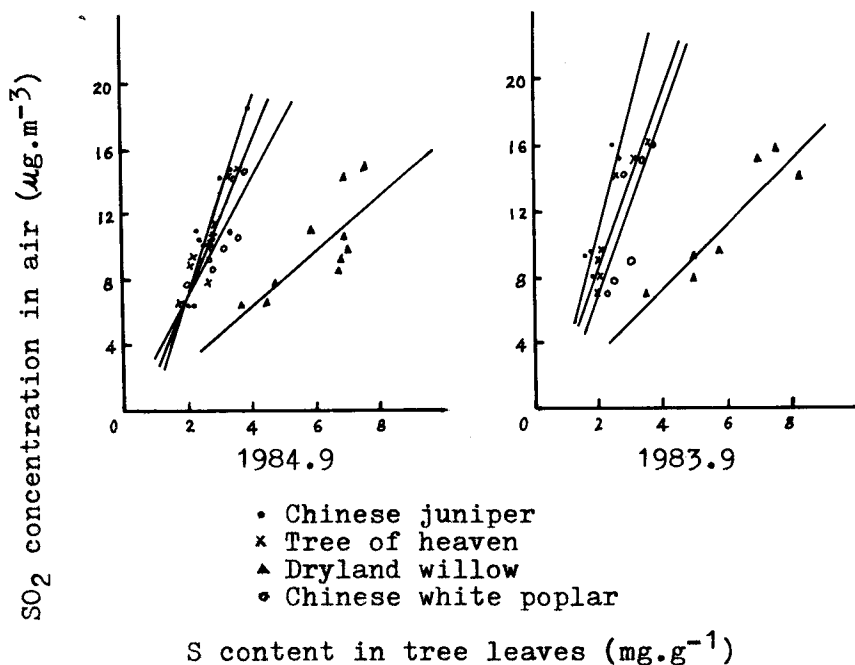 SO2 concentration in air (μg.m-3)
20
16
12
8
4
0 2 4 6 8
1984.9
20
16
12
8
4
0 2 4 6 8
1983.9
• Chinese juniper
x Tree of heaven
▲ Dryland willow
o Chinese white poplar
S content in tree leaves (mg.g-1)